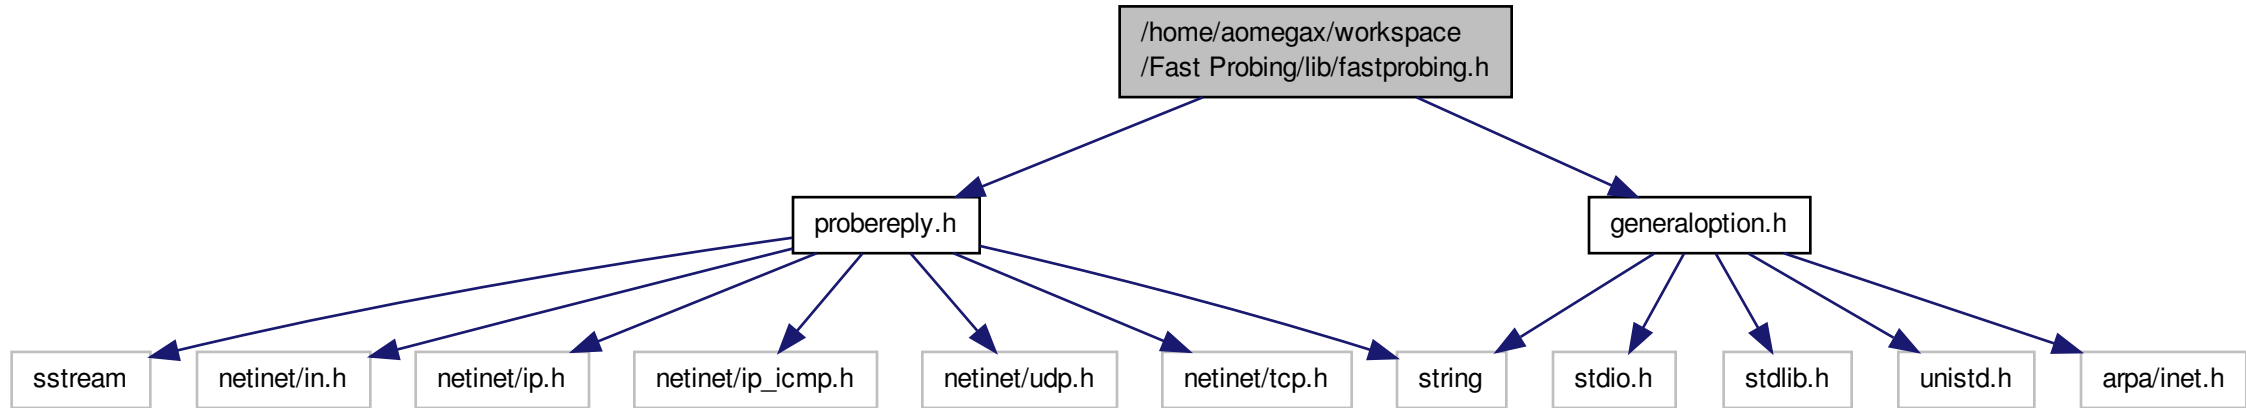 /home/aomegax/workspace
/Fast Probing/lib/fastprobing.h
probereply.h
generaloption.h
sstream
netinet/in.h
netinet/ip.h
netinet/ip_icmp.h
netinet/udp.h
netinet/tcp.h
string
stdio.h
stdlib.h
unistd.h
arpa/inet.h